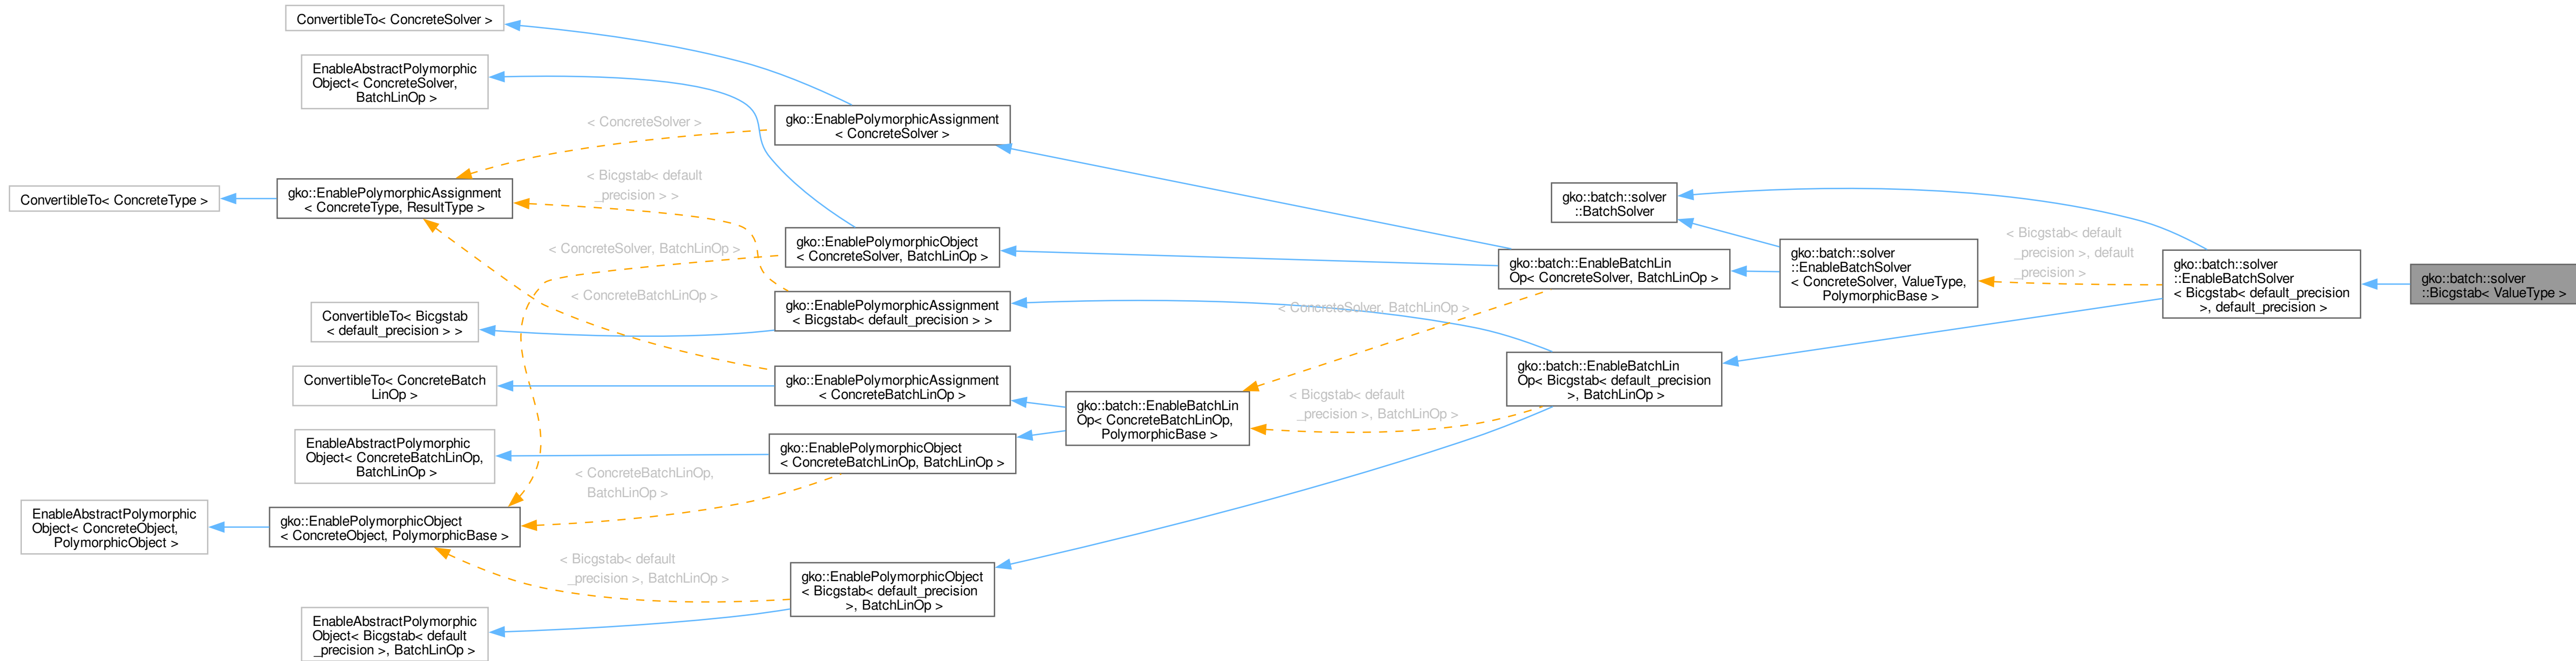 ConvertibleTo< ConcreteSolver >
EnableAbstractPolymorphic
Object< ConcreteSolver,
BatchLinOp >
ConvertibleTo< ConcreteType >
gko::EnablePolymorphicAssignment
< ConcreteType, ResultType >
ConvertibleTo< Bicgstab
< default_precision > >
ConvertibleTo< ConcreteBatch
LinOp >
EnableAbstractPolymorphic
Object< ConcreteBatchLinOp,
BatchLinOp >
EnableAbstractPolymorphic
Object< ConcreteObject,
PolymorphicObject >
gko::EnablePolymorphicObject
< ConcreteObject, PolymorphicBase >
EnableAbstractPolymorphic
Object< Bicgstab< default
_precision >, BatchLinOp >
< ConcreteSolver >
< Bicgstab< default
_precision > >
< ConcreteSolver, BatchLinOp >
< ConcreteBatchLinOp >
< ConcreteBatchLinOp,
BatchLinOp >
< Bicgstab< default
_precision >, BatchLinOp >
gko::EnablePolymorphicAssignment
< ConcreteSolver >
gko::EnablePolymorphicObject
< ConcreteSolver, BatchLinOp >
gko::EnablePolymorphicAssignment
< Bicgstab< default_precision > >
gko::EnablePolymorphicAssignment
< ConcreteBatchLinOp >
gko::EnablePolymorphicObject
< ConcreteBatchLinOp, BatchLinOp >
gko::EnablePolymorphicObject
< Bicgstab< default_precision
>, BatchLinOp >
gko::batch::EnableBatchLin
Op< ConcreteBatchLinOp,
PolymorphicBase >
< ConcreteSolver, BatchLinOp >
< Bicgstab< default
_precision >, BatchLinOp >
gko::batch::solver
::BatchSolver
gko::batch::EnableBatchLin
Op< ConcreteSolver, BatchLinOp >
gko::batch::EnableBatchLin
Op< Bicgstab< default_precision
>, BatchLinOp >
gko::batch::solver
::EnableBatchSolver
< ConcreteSolver, ValueType,
PolymorphicBase >
< Bicgstab< default
_precision >, default
_precision >
gko::batch::solver
::EnableBatchSolver
< Bicgstab< default_precision
>, default_precision >
gko::batch::solver
::Bicgstab< ValueType >